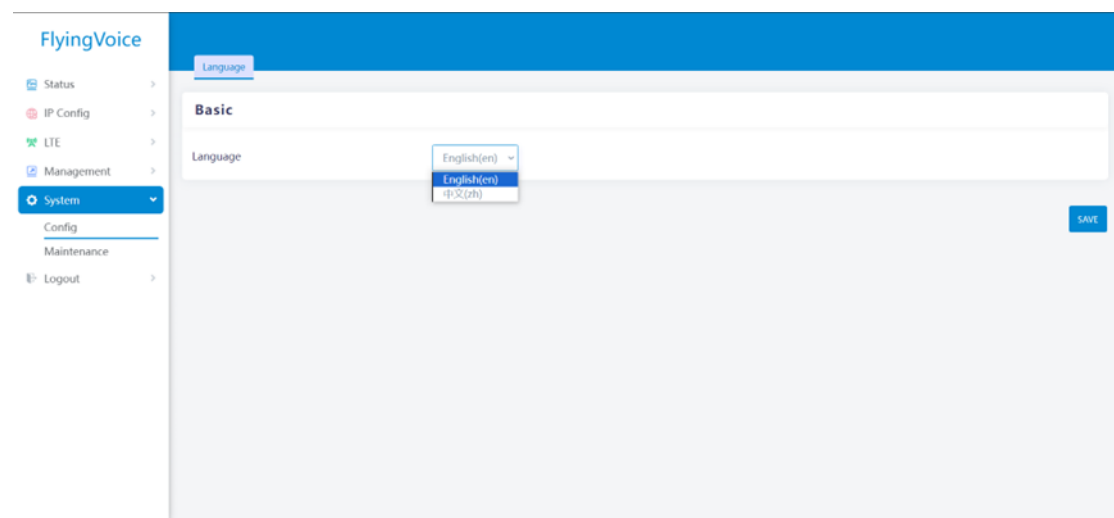 FlyingVoice
Status
IP Config
LTE
Management
System
Config
Maintenance
Logout
Language
Basic
Language
English(en)
English(en)
中文(zh)
SAVE